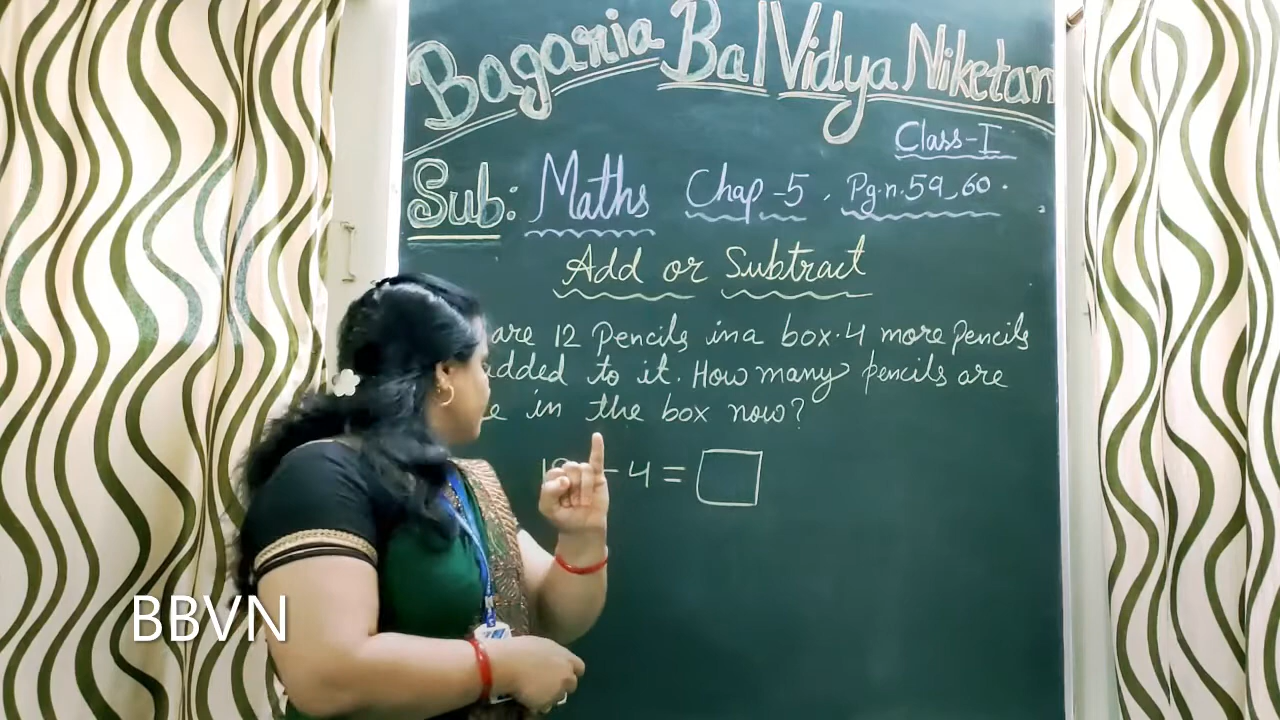 Bagaria Bal Vidya Niketan
Class-I
Sub: Maths Chap-5, Pg.n.59,60.
Add or Subtract
are 12 Pencils in a box. 4 more pencils
added to it. How many pencils are
in the box now?
4 =
BBVN